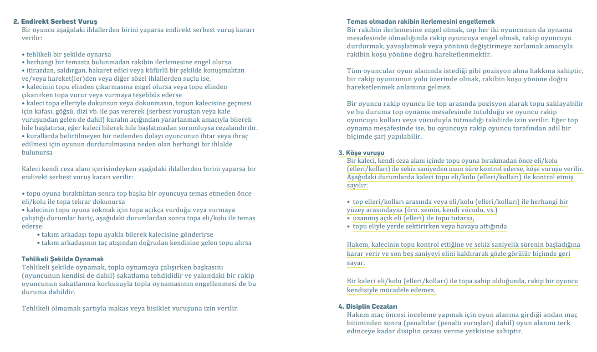 2. Endirekt Serbest Vuruş
Bir oyuncu aşağıdaki ihlallerden birini yaparsa endirekt serbest vuruş kararı
verilir:
• tehlikeli bir şekilde oynarsa
• herhangi bir temasta bulunmadan rakibin ilerlemesine engel olursa
• itirazdan, saldırgan, hakaret edici veya küfürlü bir şekilde konuşmaktan
ve/veya hareket(ler)den veya diğer sözel ihlallerden suçlu ise,
• kalecinin topu elinden çıkarmasına engel olursa veya topu elinden
çıkarırken topa vurur veya vurmaya teşebbüs ederse
• kaleci topa elleriyle dokunsun veya dokunmasın, topun kalecisine geçmesi
için kafası, göğsü, dizi vb. ile pas vererek (serbest vuruştan veya kale
vuruşundan gelen de dahil) kuralın açığından yararlanmak amacıyla bilerek
hile başlatırsa, eğer kaleci bilerek hile başlatmadan sorumluysa cezalandırılır.
• kurallarda belirtilmeyen bir nedenden dolayı oyuncunun ihtar veya ihraç
edilmesi için oyunun durdurulmasına neden olan herhangi bir ihlalde
bulunursa
Kaleci kendi ceza alanı içerisindeyken aşağıdaki ihlallerden birini yaparsa bir
endirekt serbest vuruş kararı verilir:
• topu oyuna bıraktıktan sonra top başka bir oyuncuya temas etmeden önce
eli/kolu ile topa tekrar dokunursa
• kalecinin topu oyuna sokmak için topa açıkça vurduğu veya vurmaya
çalıştığı durumlar hariç, aşağıdaki durumlardan sonra topa eli/kolu ile temas
ederse:
• takım arkadaşı topu ayakla bilerek kalecisine gönderirse
• takım arkadaşının taç atışından doğrudan kendisine gelen topu alırsa
Tehlikeli Şekilde Oynamak
Tehlikeli şekilde oynamak, topla oynamaya çalışırken başkasını
(oyuncunun kendisi de dahil) sakatlama tehdididir ve yakındaki bir rakip
oyuncunun sakatlanma korkusuyla topla oynamasının engellenmesi de bu
duruma dahildir.
Tehlikeli olmamak şartıyla makas veya bisiklet vuruşuna izin verilir.
Temas olmadan rakibin ilerlemesini engellemek
Bir rakibin ilerlemesine engel olmak, top her iki oyuncunun da oynama
mesafesinde olmadığında rakip oyuncuya engel olmak, rakip oyuncuyu
durdurmak, yavaşlatmak veya yönünü değiştirmeye zorlamak amacıyla
rakibin koşu yönüne doğru hareketlenmektir.
Tüm oyuncular oyun alanında istediği gibi pozisyon alma hakkına sahiptir,
bir rakip oyuncunun yolu üzerinde olmak, rakibin koşu yönüne doğru
hareketlenmek anlamına gelmez.
Bir oyuncu rakip oyuncu ile top arasında pozisyon alarak topu saklayabilir
ve bu duruma top oynama mesafesinde tutulduğu ve oyuncu rakip
oyuncuyu kolları veya vücuduyla tutmadığı takdirde izin verilir. Eğer top
oynama mesafesinde ise, bu oyuncuya rakip oyuncu tarafından adil bir
biçimde şarj yapılabilir.
3. Köşe vuruşu
Bir kaleci, kendi ceza alanı içinde topu oyuna bırakmadan önce eli/kolu
(elleri/kolları) ile sekiz saniyeden uzun süre kontrol ederse, köşe vuruşu verilir.
Aşağıdaki durumlarda kaleci topu eli/kolu (elleri/kolları) ile kontrol etmiş
sayılır:
• top elleri/kolları arasında veya eli/kolu (elleri/kolları) ile herhangi bir
yüzey arasındaysa (örn. zemin, kendi vücudu, vs.)
• uzanmış açık eli (elleri) ile topu tutarsa,
• topu eliyle yerde sektirirken veya havaya attığında
Hakem, kalecinin topu kontrol ettiğine ve sekiz saniyelik sürenin başladığına
karar verir ve son beş saniyeyi elini kaldırarak gözle görülür biçimde geri
sayar.
Bir kaleci eli/kolu (elleri/kolları) ile topa sahip olduğunda, rakip bir oyuncu
kendisiyle mücadele edemez.
4. Disiplin Cezaları
Hakem maç öncesi inceleme yapmak için oyun alanına girdiği andan maç
bitiminden sonra (penaltılar (penaltı vuruşları) dahil) oyun alanını terk
edinceye kadar disiplin cezası verme yetkisine sahiptir.